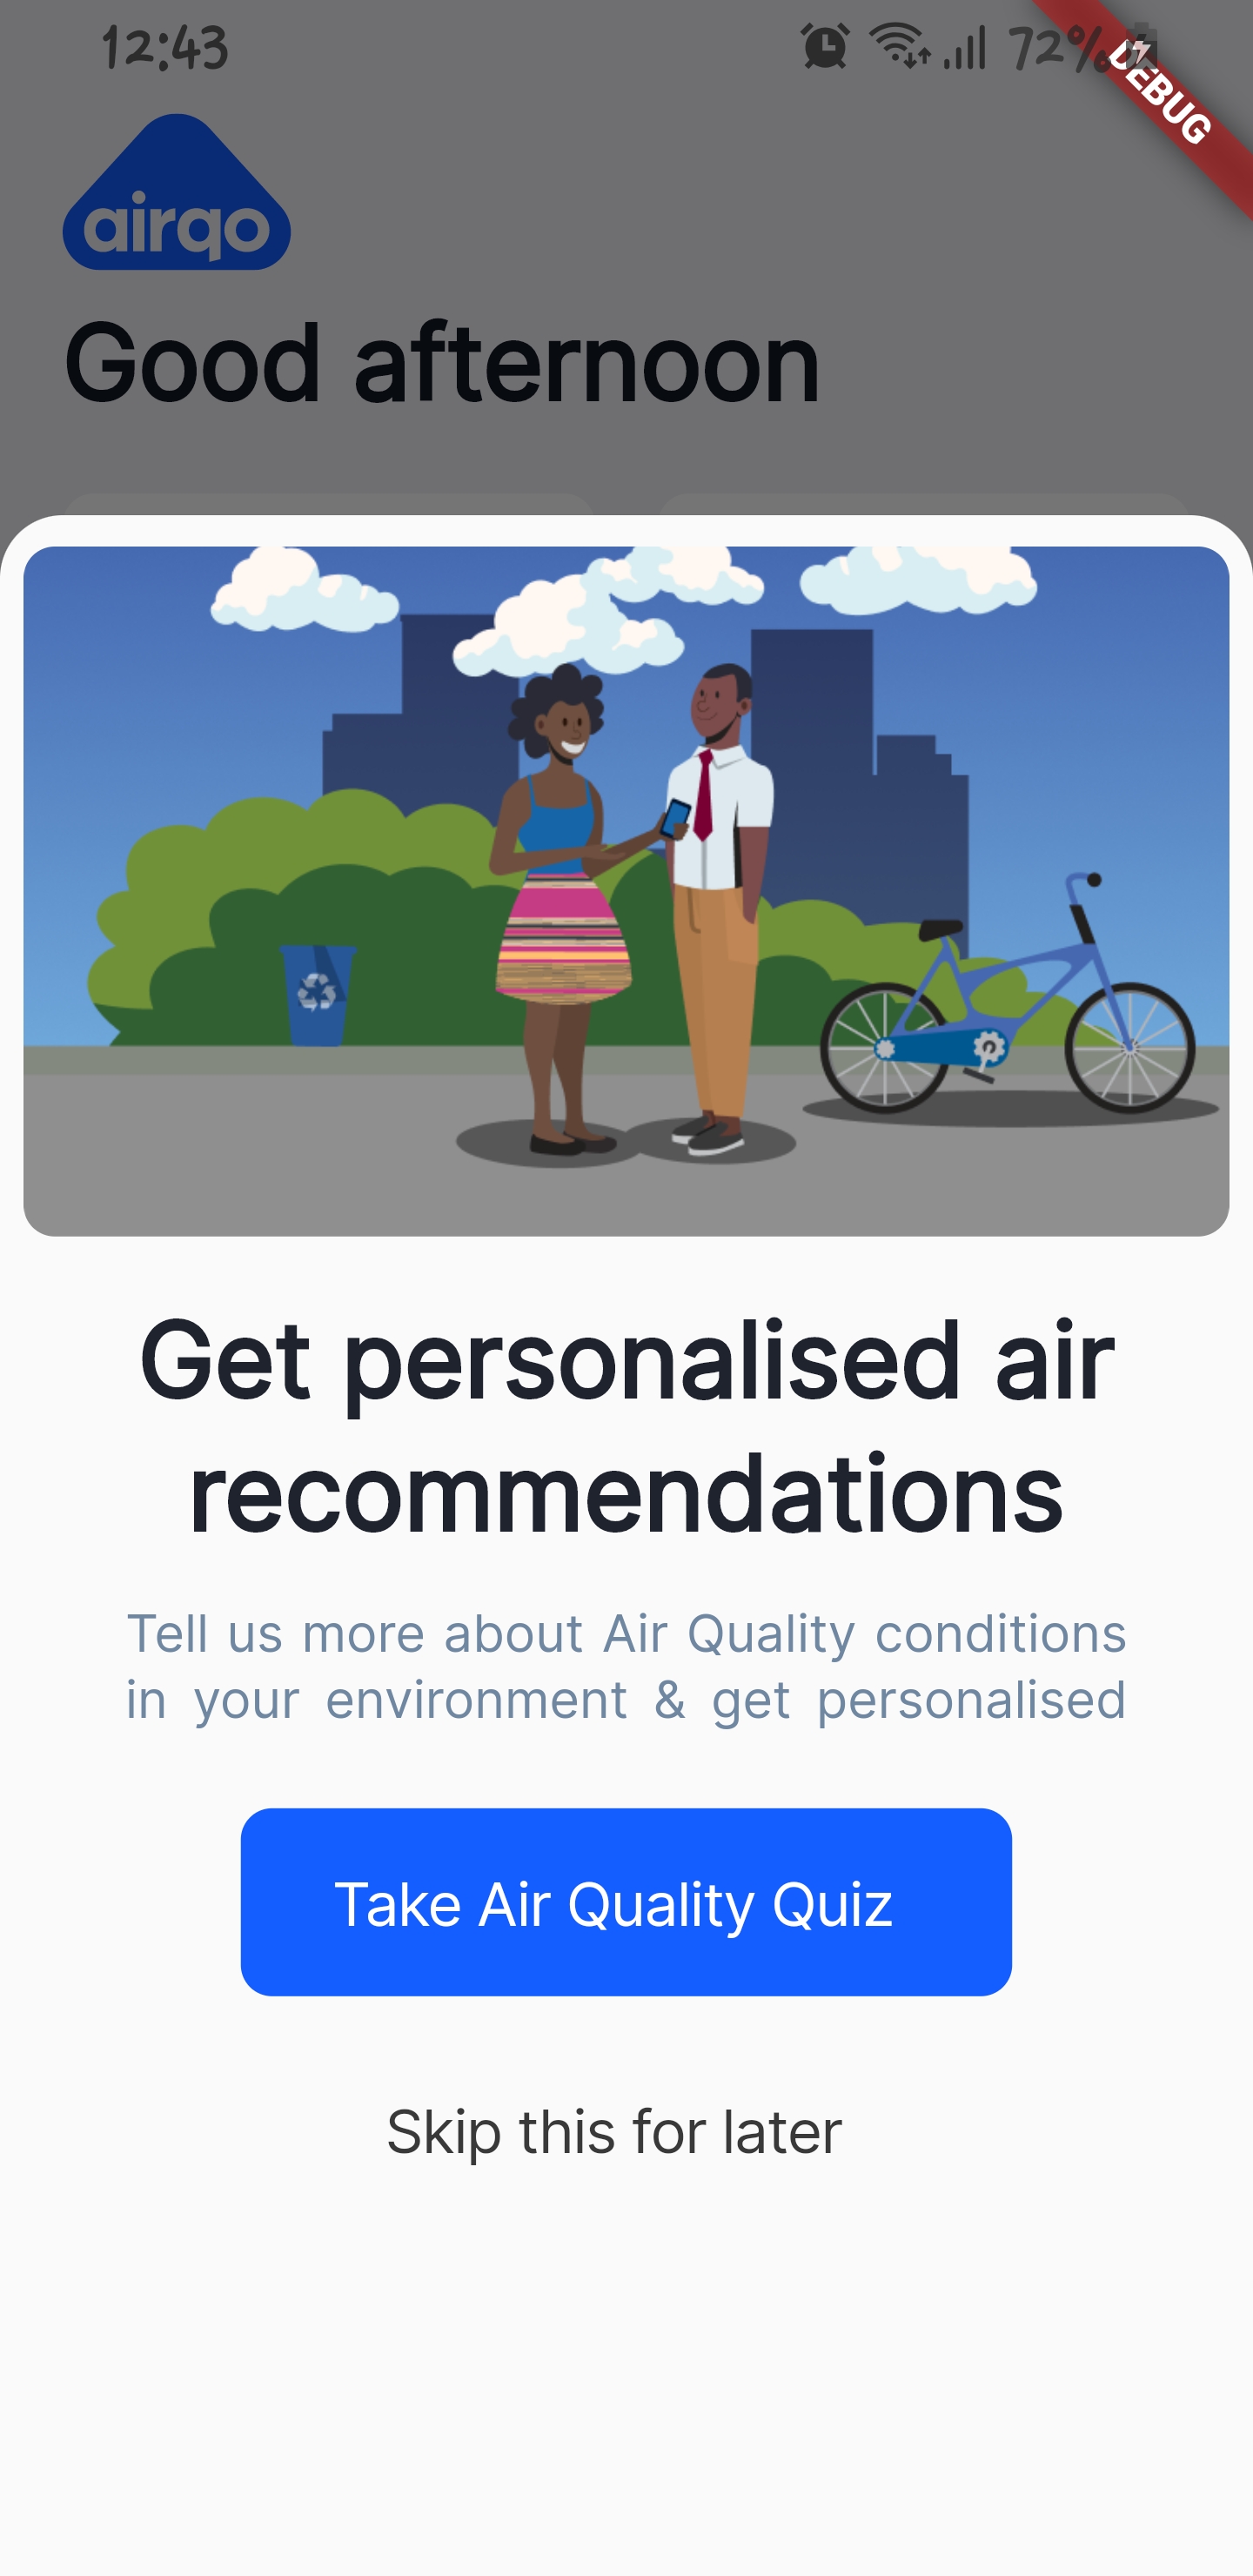 12:43
72%
DEBUG
airqo
Good afternoon
Get personalised air
recommendations
Tell us more about Air Quality conditions
in your environment & get personalised
Take Air Quality Quiz
Skip this for later